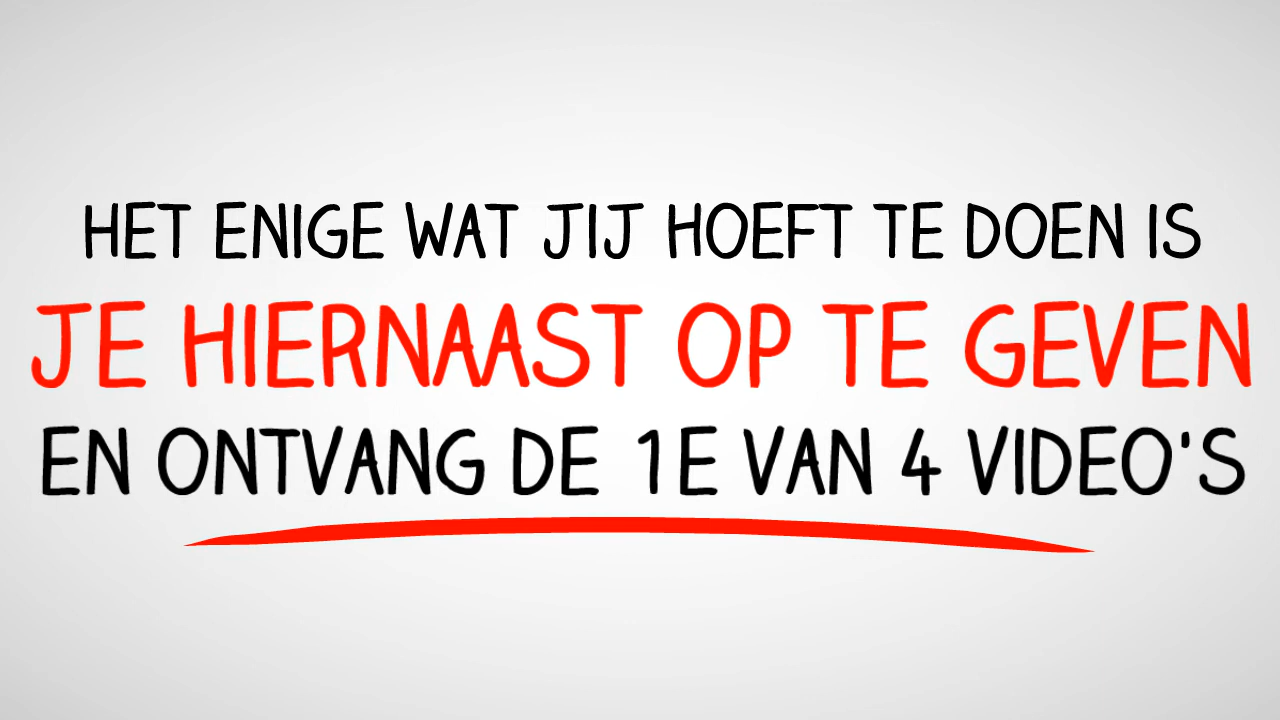 HET ENIGE WAT JIJ HOEFT TE DOEN IS
JE HIERNAAST OP TE GEVEN
EN ONTVANG DE 1E VAN 4 VIDEO'S